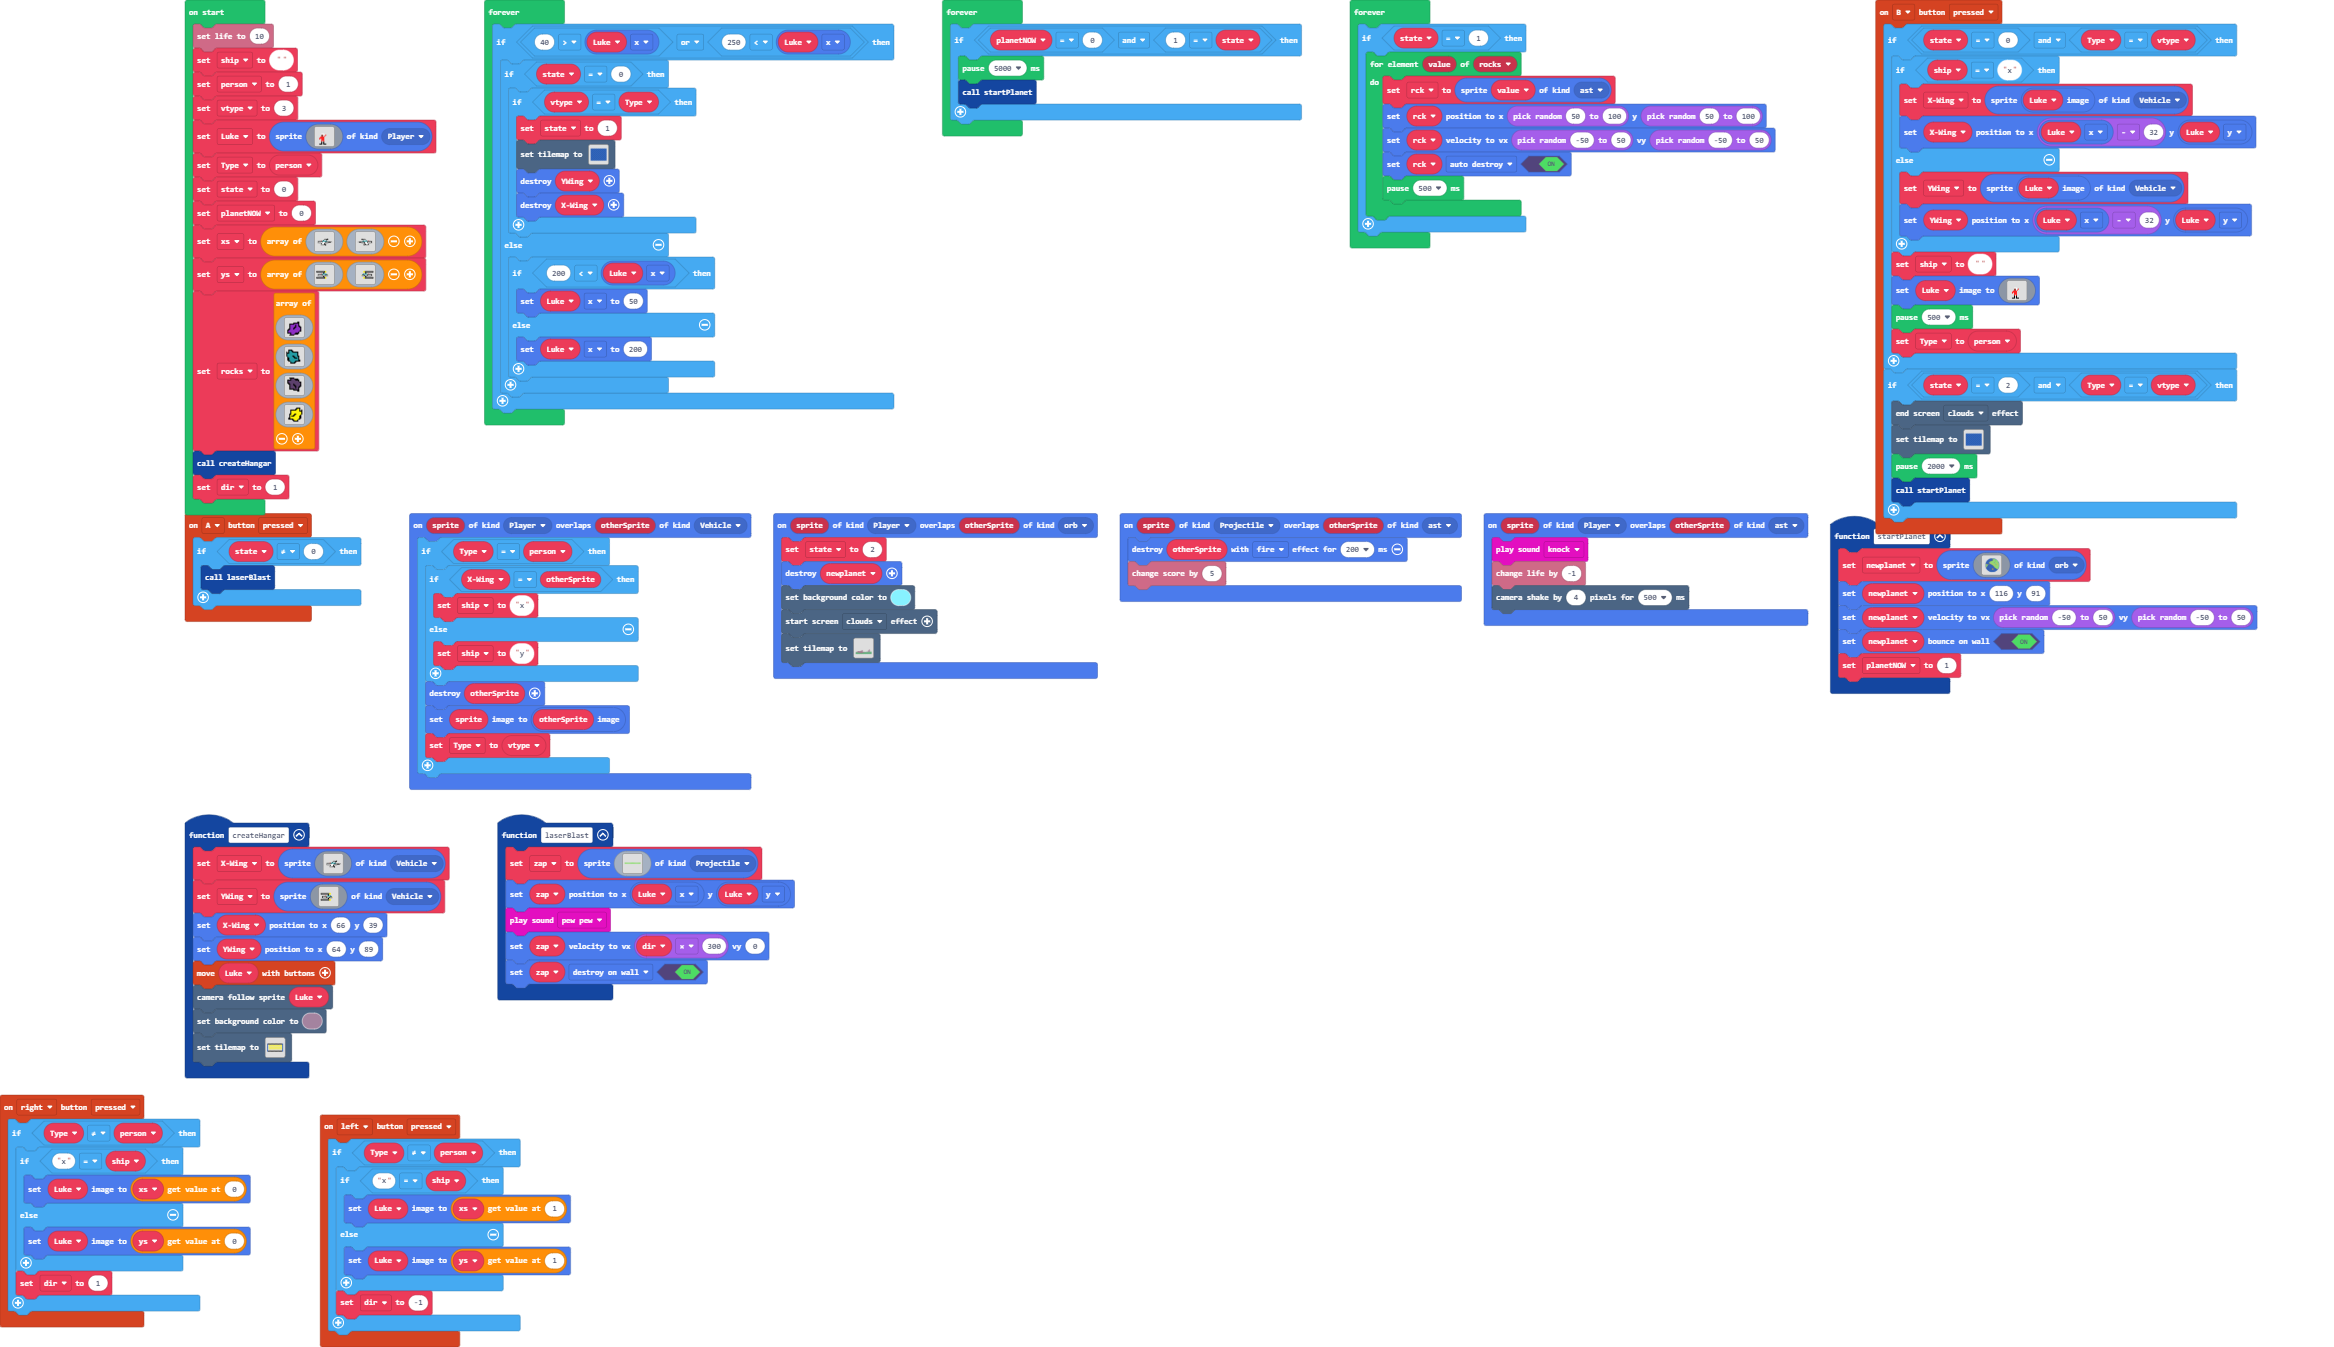 on start
set life to 10
set ship to " "
set person to 1
set vtype to 3
set Luke to sprite of kind Player
set Type to person
set state to 0
set planetNOW to 0
set xs to array of
set ys to array of
array of
set rocks to
call createHangar
set dir to 1
forever
if 40 > Luke x or 250 < Luke x then
if state = 0 then
if vtype = Type then
set state to 1
set tilemap to
destroy YWing
destroy X-Wing
else
if 200 < Luke x then
set Luke x to 50
else
set Luke x to 200
forever
if planetNOW = 0 and 1 = state then
pause 5000 ms
call startPlanet
forever
if state = 1 then
for element value of rocks
do
set rck to sprite value of kind ast
set rck position to x pick random 50 to 100 y pick random 50 to 100
set rck velocity to vx pick random -50 to 50 vy pick random -50 to 50
set rck auto destroy ON
pause 500 ms
on B button pressed
if state = 0 and Type = vtype then
if ship = "x" then
set X-Wing to sprite Luke image of kind Vehicle
set X-Wing position to x Luke x - 32 y Luke y
else
set YWing to sprite Luke image of kind Vehicle
set YWing position to x Luke x - 32 y Luke y
set ship to " "
set Luke image to
pause 500 ms
set Type to person
if state = 2 and Type = vtype then
end screen clouds effect
set tilemap to
pause 2000 ms
call startPlanet
on A button pressed
if state ≠ 0 then
call laserBlast
on sprite of kind Player overlaps otherSprite of kind Vehicle
if Type = person then
if X-Wing = otherSprite then
set ship to "x"
else
set ship to "y"
destroy otherSprite
set sprite image to otherSprite image
set Type to vtype
on sprite of kind Player overlaps otherSprite of kind orb
set state to 2
destroy newplanet
set background color to
start screen clouds effect
set tilemap to
on sprite of kind Projectile overlaps otherSprite of kind ast
destroy otherSprite with fire effect for 200 ms
change score by 5
on sprite of kind Player overlaps otherSprite of kind ast
play sound knock
change life by -1
camera shake by 4 pixels for 500 ms
function startPlanet
set newplanet to sprite of kind orb
set newplanet position to x 116 y 91
set newplanet velocity to vx pick random -50 to 50 vy pick random -50 to 50
set newplanet bounce on wall ON
set planetNOW to 1
function createHangar
set X-Wing to sprite of kind Vehicle
set YWing to sprite of kind Vehicle
set X-Wing position to x 66 y 39
set YWing position to x 64 y 89
move Luke with buttons
camera follow sprite Luke
set background color to
set tilemap to
function laserBlast
set zap to sprite of kind Projectile
set zap position to x Luke x y Luke y
play sound pew pew
set zap velocity to vx dir × 300 vy 0
set zap destroy on wall ON
on right button pressed
if Type ≠ person then
if "x" = ship then
set Luke image to xs get value at 0
else
set Luke image to ys get value at 0
set dir to 1
on left button pressed
if Type ≠ person then
if "x" = ship then
set Luke image to xs get value at 1
else
set Luke image to ys get value at 1
set dir to -1